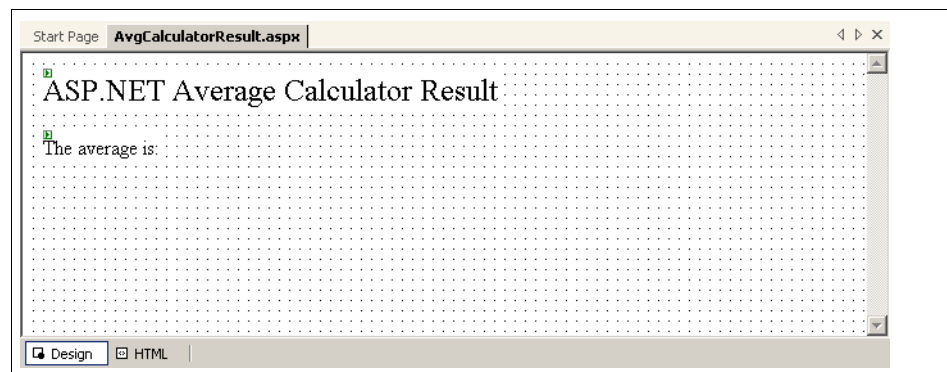 Start Page AvgCalculatorResult.aspx
ASP.NET Average Calculator Result
The average is:
Design HTML